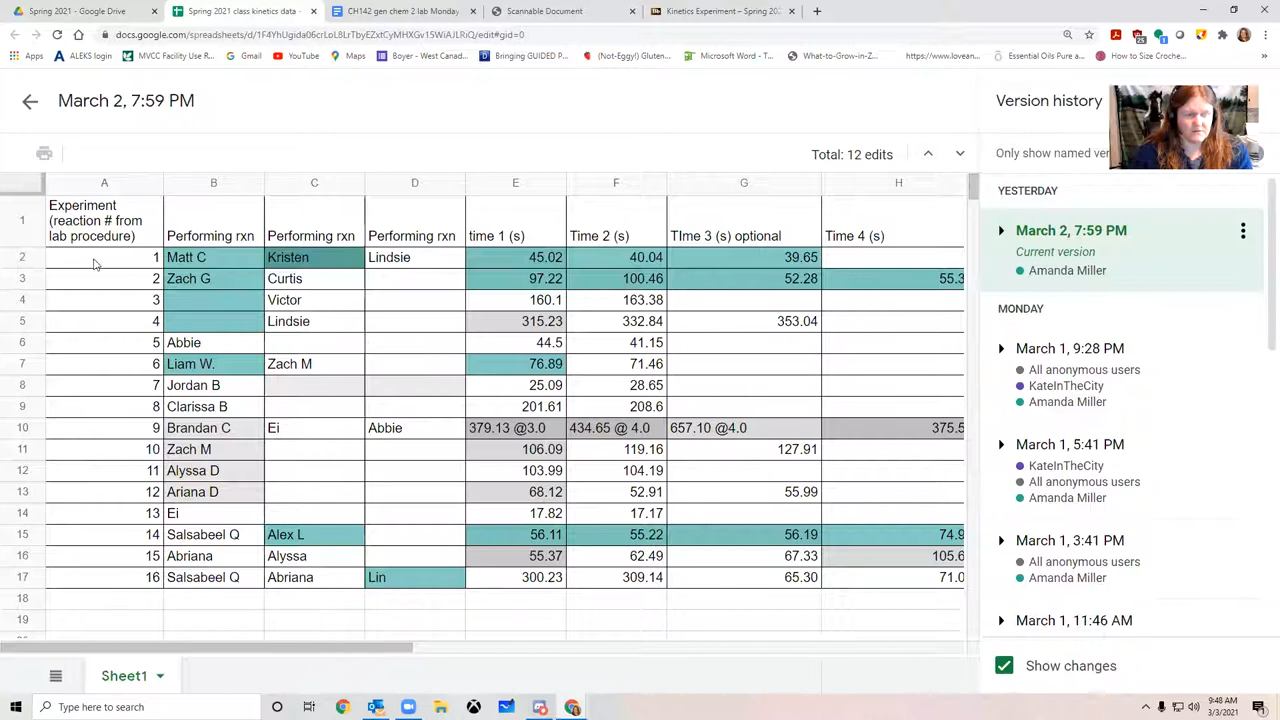 Spring 2021 - Google Drive
Spring 2021 class kinetics data -
CH142 gen chem 2 lab Monday
Scannable Document
Kinetics Experiment – Spring 202
Apps
ALEKS login
MVCC Facility Use R...
Gmail
YouTube
Maps
Boyer - West Canad...
Bringing GUIDED P...
(Not-Eggy!) Gluten...
Microsoft Word - T...
What-to-Grow-in-Z...
https://www.lovean...
Essential Oils Pure a...
How to Size Croche...
March 2, 7:59 PM
Version history
Total: 12 edits
Only show named ver
A B C D E F G H
1 Experiment
(reaction # from
lab procedure) Performing rxn Performing rxn Performing rxn time 1 (s) Time 2 (s) TIme 3 (s) optional Time 4 (s)
2 1 Matt C Kristen Lindsie 45.02 40.04 39.65
3 2 Zach G Curtis 97.22 100.46 52.28 55.3
4 3 Victor 160.1 163.38
5 4 Lindsie 315.23 332.84 353.04
6 5 Abbie 44.5 41.15
7 6 Liam W. Zach M 76.89 71.46
8 7 Jordan B 25.09 28.65
9 8 Clarissa B 201.61 208.6
10 9 Brandan C Ei Abbie 379.13 @3.0 434.65 @ 4.0 657.10 @4.0 375.5
11 10 Zach M 106.09 119.16 127.91
12 11 Alyssa D 103.99 104.19
13 12 Ariana D 68.12 52.91 55.99
14 13 Ei 17.82 17.17
15 14 Salsabeel Q Alex L 56.11 55.22 56.19 74.9
16 15 Abriana Alyssa 55.37 62.49 67.33 105.6
17 16 Salsabeel Q Abriana Lin 300.23 309.14 65.30 71.0
18
19
YESTERDAY
March 2, 7:59 PM
Current version
Amanda Miller
MONDAY
March 1, 9:28 PM
All anonymous users
KateInTheCity
Amanda Miller
March 1, 5:41 PM
KateInTheCity
All anonymous users
Amanda Miller
March 1, 3:41 PM
All anonymous users
Amanda Miller
March 1, 11:46 AM
Show changes
Sheet1
Type here to search
9:48 AM
3/3/2021